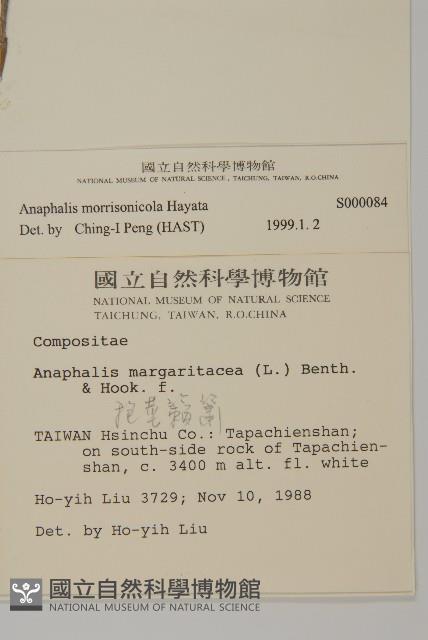 國立自然科學博物館
NATIONAL MUSEUM OF NATURAL SCIENCE, TAICHUNG, TAIWAN, R.O.CHINA
Anaphalis morrisonicola Hayata S000084
Det. by Ching-I Peng (HAST) 1999.1.2
國立自然科學博物館
NATIONAL MUSEUM OF NATURAL SCIENCE
TAICHUNG, TAIWAN, R.O.CHINA
Compositae
Anaphalis margaritacea (L.) Benth.
& Hook. f.
抱莖籟簫
TAIWAN Hsinchu Co.: Tapachienshan;
on south-side rock of Tapachien-
shan, c. 3400 m alt. fl. white
Ho-yih Liu 3729; Nov 10, 1988
Det. by Ho-yih Liu
國立自然科學博物館
NATIONAL MUSEUM OF NATURAL SCIENCE